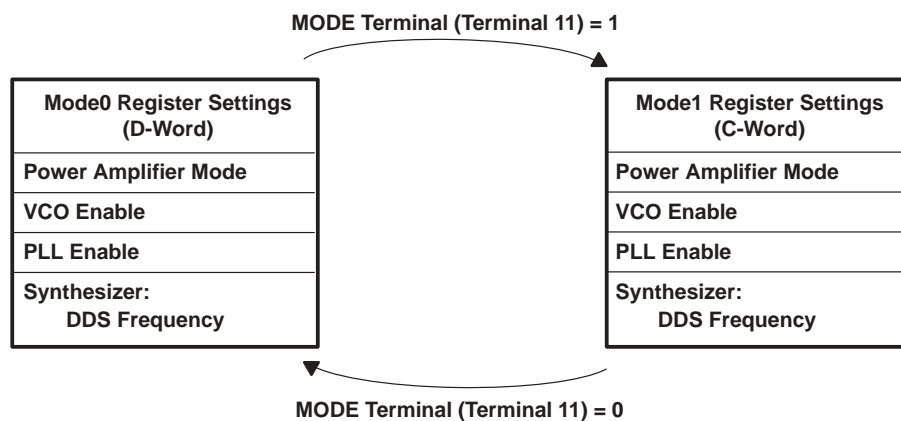 MODE Terminal (Terminal 11) = 1
Mode0 Register Settings
(D-Word)
Power Amplifier Mode
VCO Enable
PLL Enable
Synthesizer:
DDS Frequency
Mode1 Register Settings
(C-Word)
Power Amplifier Mode
VCO Enable
PLL Enable
Synthesizer:
DDS Frequency
MODE Terminal (Terminal 11) = 0